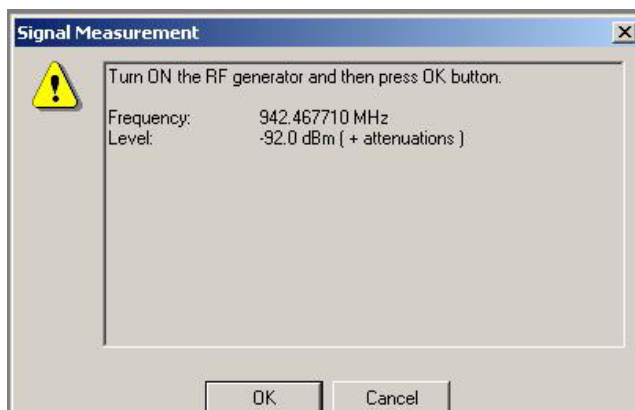 Signal Measurement
Turn ON the RF generator and then press OK button.
Frequency: 942.467710 MHz
Level: -92.0 dBm ( + attenuations )
OK Cancel